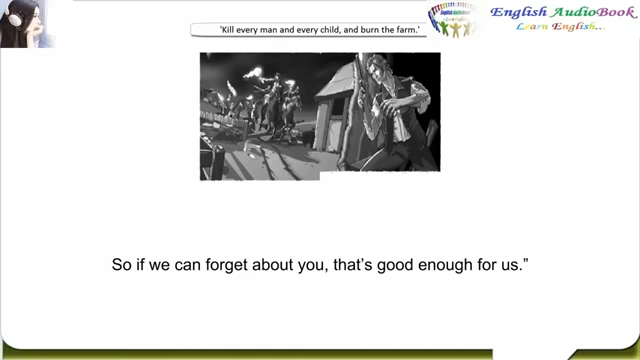 'Kill every man and every child, and burn the farm.'
English AudioBook
Learn English...
So if we can forget about you, that's good enough for us.”